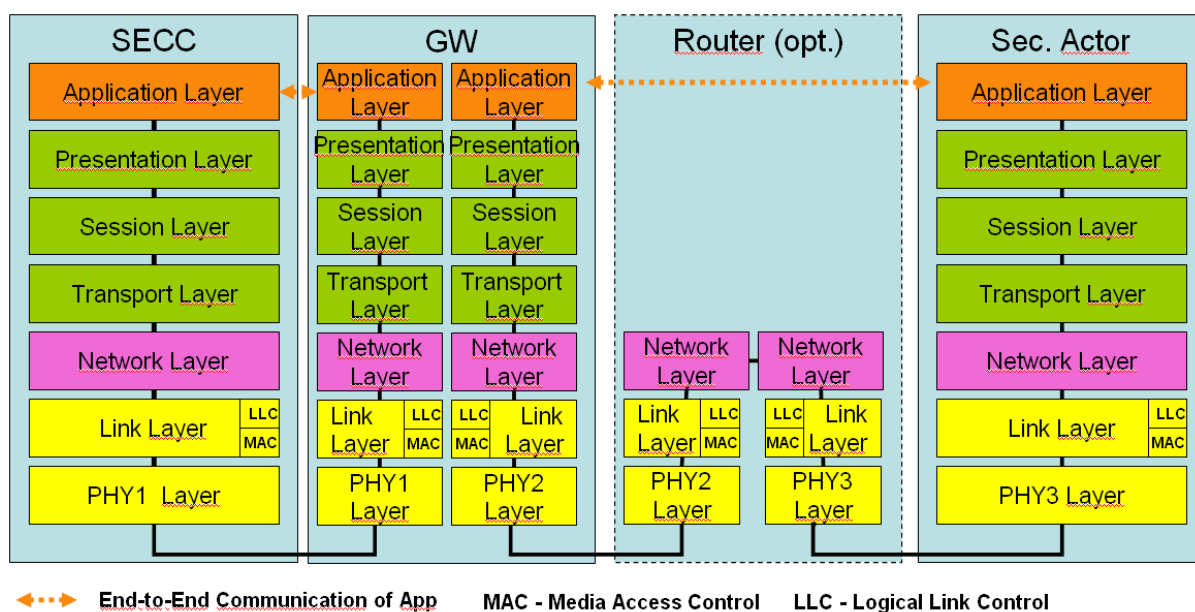 SECC
Application Layer
Presentation Layer
Session Layer
Transport Layer
Network Layer
Link Layer
LLC
MAC
PHY1 Layer
GW
Application
Layer
Presentation
Layer
Session
Layer
Transport
Layer
Network
Layer
Link
Layer
LLC
MAC
PHY1
Layer
Application
Layer
Presentation
Layer
Session
Layer
Transport
Layer
Network
Layer
LLC
MAC
Link
Layer
PHY2
Layer
Router (opt.)
Network
Layer
Link
Layer
LLC
MAC
PHY2
Layer
Network
Layer
LLC
MAC
Link
Layer
PHY3
Layer
Sec. Actor
Application Layer
Presentation Layer
Session Layer
Transport Layer
Network Layer
Link Layer
LLC
MAC
PHY3 Layer
End-to-End Communication of App
MAC - Media Access Control
LLC - Logical Link Control